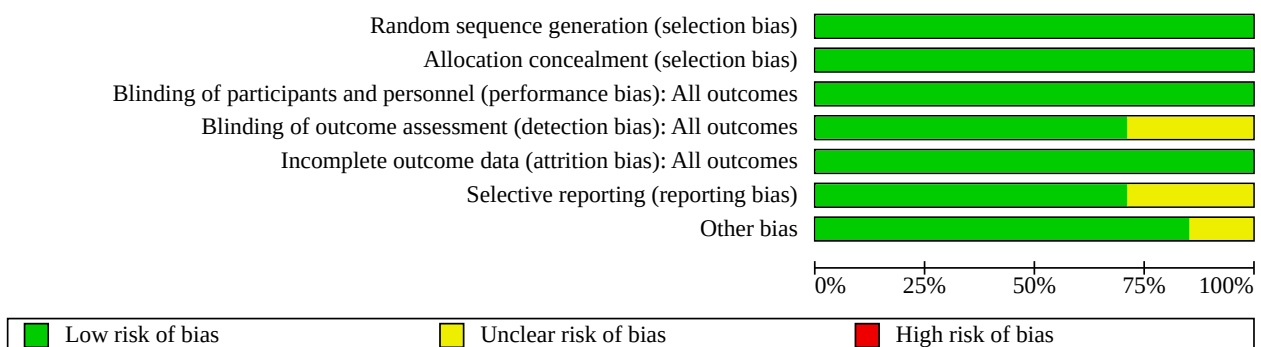 Random sequence generation (selection bias)
Allocation concealment (selection bias)
Blinding of participants and personnel (performance bias): All outcomes
Blinding of outcome assessment (detection bias): All outcomes
Incomplete outcome data (attrition bias): All outcomes
Selective reporting (reporting bias)
Other bias
0% 25% 50% 75% 100%
Low risk of bias Unclear risk of bias High risk of bias